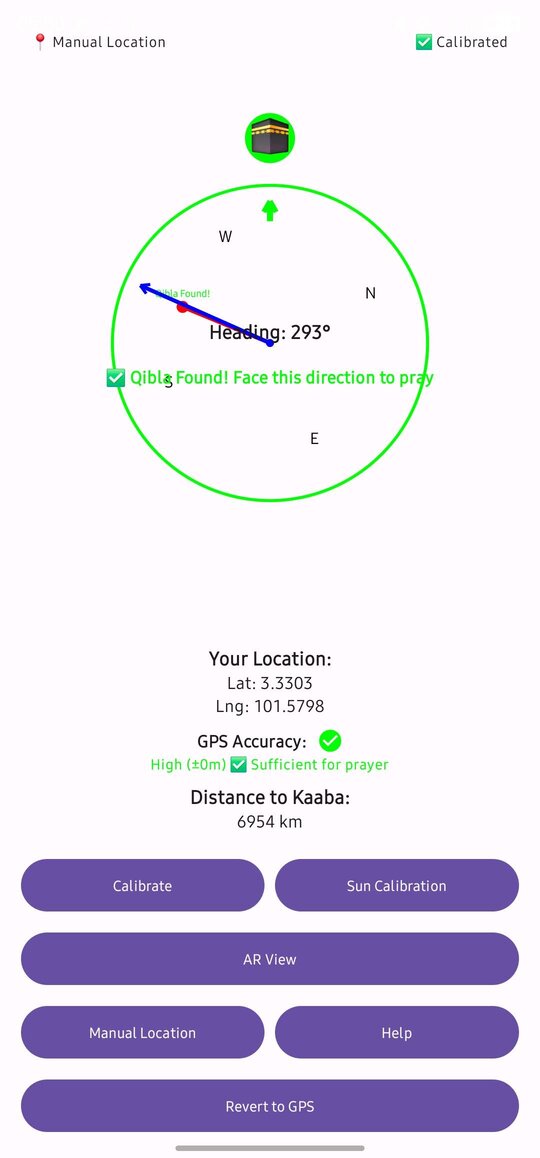 📍 Manual Location
✅ Calibrated
W
N
Qibla Found!
Heading: 293°
✅ Qibla Found! Face this direction to pray
S
E
Your Location:
Lat: 3.3303
Lng: 101.5798
GPS Accuracy:
High (±0m) ✅ Sufficient for prayer
Distance to Kaaba:
6954 km
Calibrate
Sun Calibration
AR View
Manual Location
Help
Revert to GPS